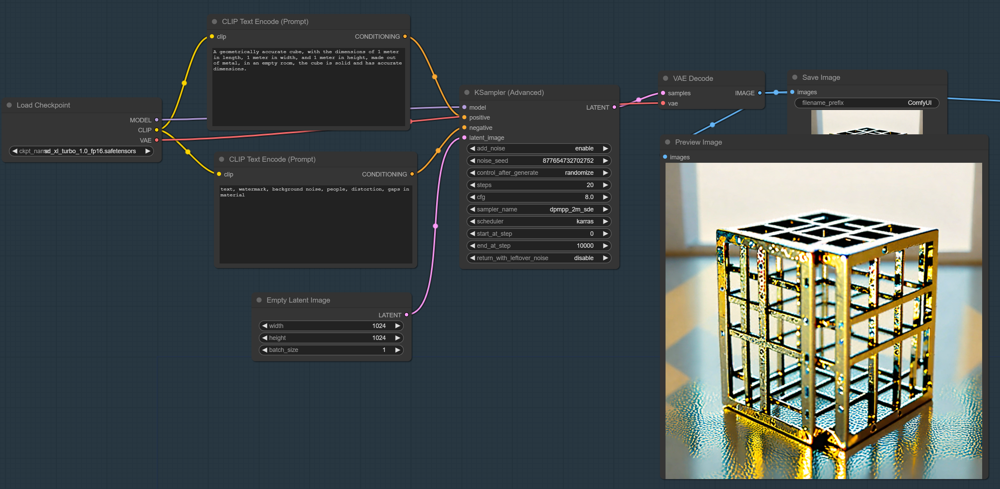 CLIP Text Encode (Prompt)
clip
CONDITIONING
A geometrically accurate cube, with the dimensions of 1 meter
in length, 1 meter in width, and 1 meter in height, made out
of metal, in an empty room, the cube is solid and has accurate
dimensions.
Load Checkpoint
MODEL
CLIP
VAE
sd_xl_turbo_1.0_fp16.safetensors
CLIP Text Encode (Prompt)
clip
CONDITIONING
text, watermark, background noise, people, distortion, gaps in
material
Empty Latent Image
LATENT
width 1024
height 1024
batch_size 1
KSampler (Advanced)
model
LATENT
positive
negative
latent_image
add_noise enable
noise_seed 877654732702752
control_after_generate randomize
steps 20
cfg 8.0
sampler_name dpmpp_2m_sde
scheduler karras
start_at_step 0
end_at_step 10000
return_with_leftover_noise disable
VAE Decode
samples
IMAGE
vae
Save Image
images
filename_prefix ComfyUI
Preview Image
images